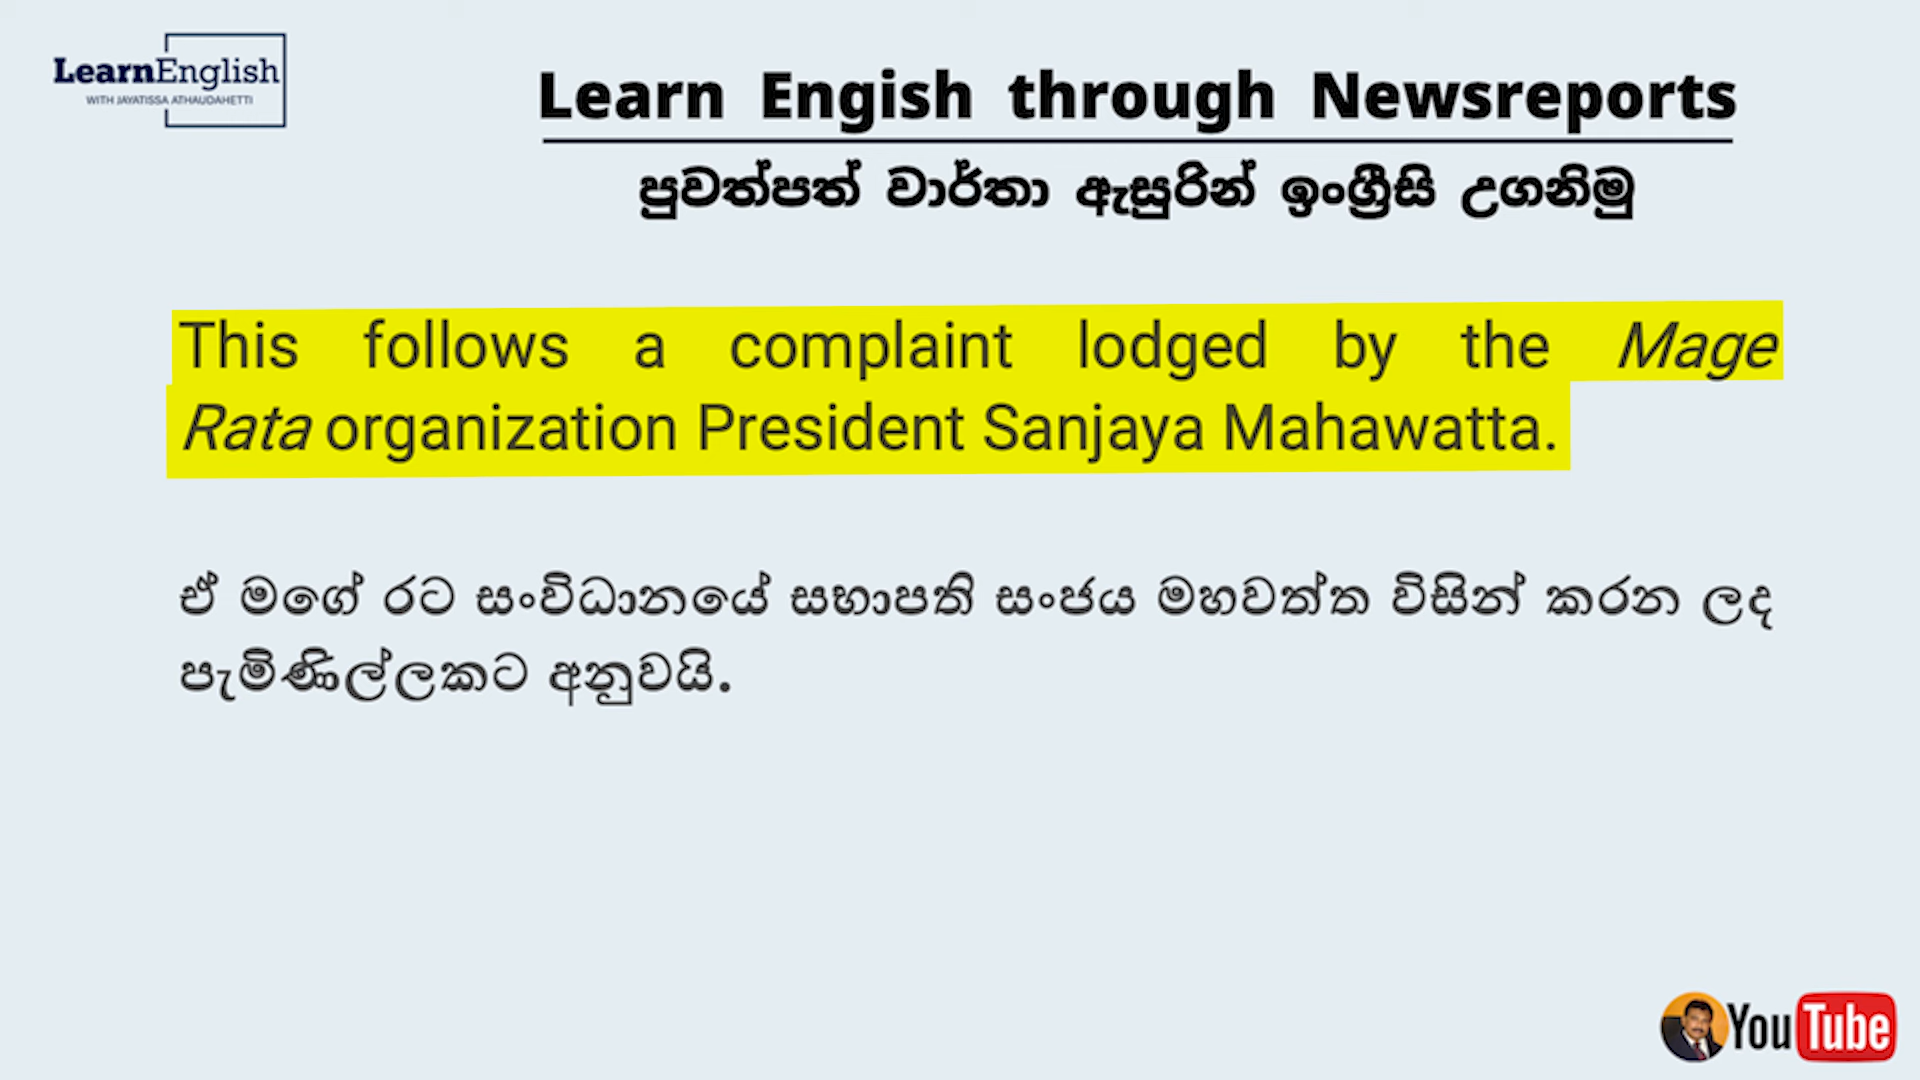 LearnEnglish
WITH JAYATISSA ATHAUDAHETTI
Learn Engish through Newsreports
පුවත්පත් වාර්තා ඇසුරින් ඉංග්‍රීසි උගනිමු
This follows a complaint lodged by the Mage
Rata organization President Sanjaya Mahawatta.
ඒ මගේ රට සංවිධානයේ සභාපති සංජය මහවත්ත විසින් කරන ලද
පැමිණිල්ලකට අනුවයි.
YouTube